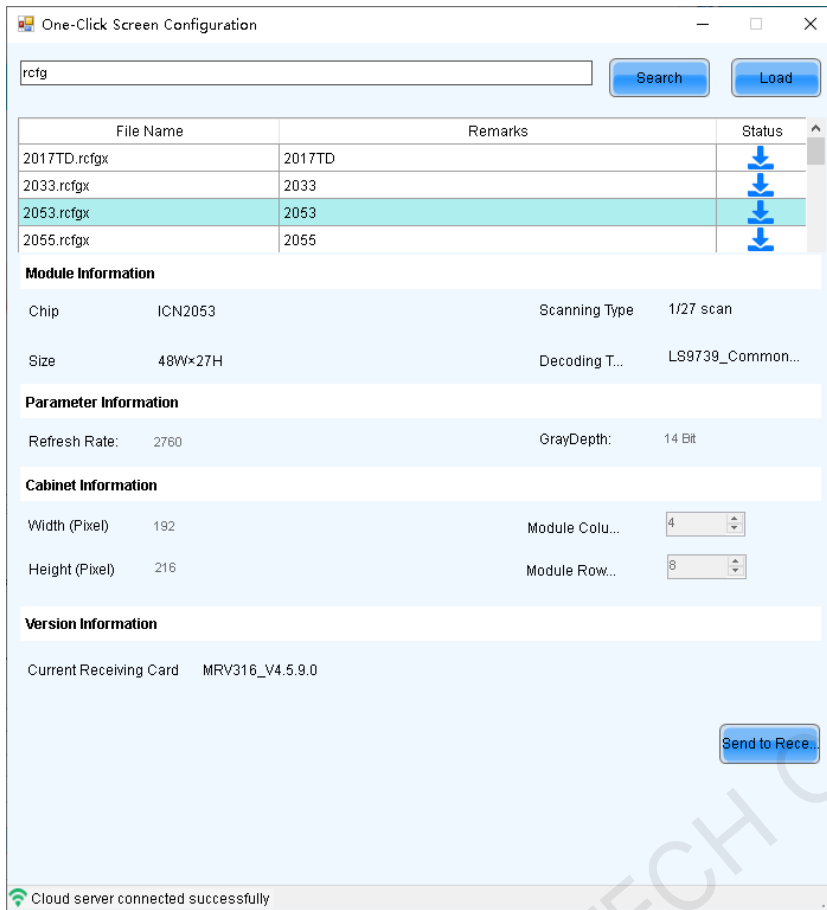 One-Click Screen Configuration
rcfg Search Load
File Name Remarks Status
2017TD.rcfgx 2017TD
2033.rcfgx 2033
2053.rcfgx 2053
2055.rcfgx 2055
Module Information
Chip ICN2053 Scanning Type 1/27 scan
Size 48W×27H Decoding T... LS9739_Common...
Parameter Information
Refresh Rate: 2760 GrayDepth: 14 Bit
Cabinet Information
Width (Pixel) 192 Module Colu... 4
Height (Pixel) 216 Module Row... 8
Version Information
Current Receiving Card MRV316_V4.5.9.0
Send to Rece...
TECH
Cloud server connected successfully